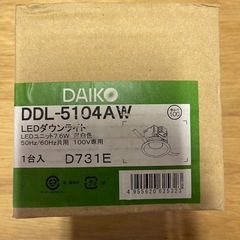 DAIKO
DDL-5104AW
LEDダウンライト
LEDユニット7.6W 昼白色
50Hz/60Hz共用 100V専用
1台入 D731E